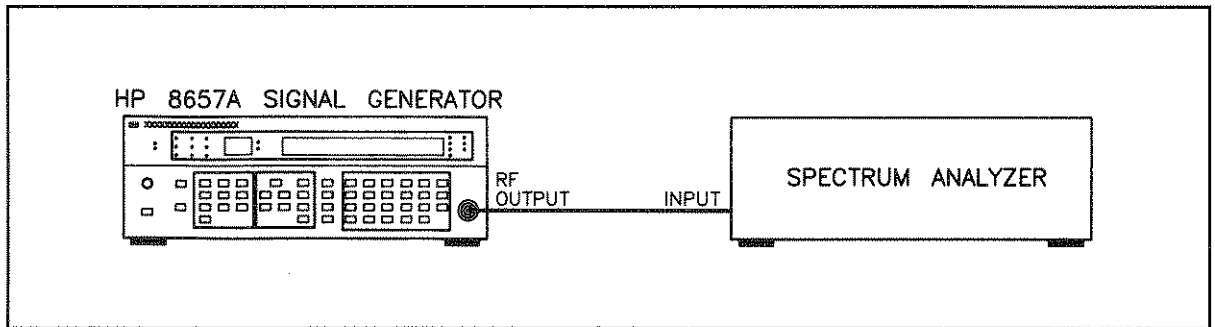 HP 8657A SIGNAL GENERATOR
RF
OUTPUT
INPUT
SPECTRUM ANALYZER